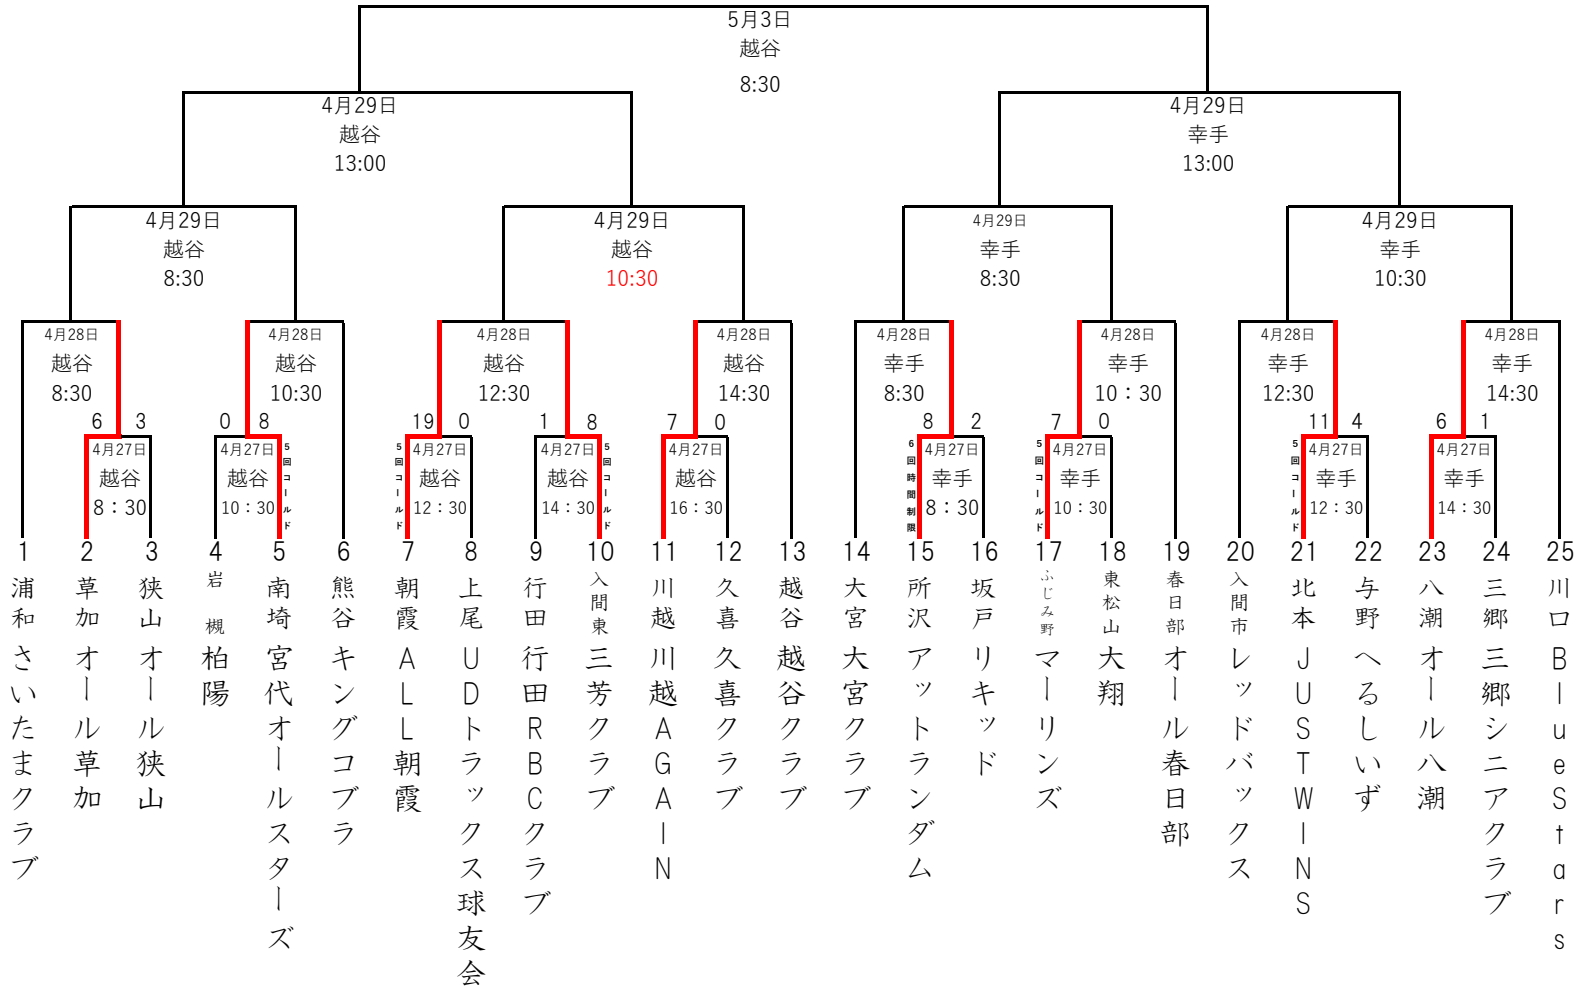 5月3日
越谷
8:30
4月29日
越谷
13:00
4月29日
幸手
13:00
4月29日
越谷
8:30
4月29日
越谷
10:30
4月29日
幸手
8:30
4月29日
幸手
10:30
4月28日
越谷
8:30
4月28日
越谷
10:30
4月28日
越谷
12:30
4月28日
越谷
14:30
4月28日
幸手
8:30
4月28日
幸手
10：30
4月28日
幸手
12:30
4月28日
幸手
14:30
6 3
4月27日
越谷
8：30
0 8
4月27日
越谷
10：30
5回コールド
19 0
5回コールド
4月27日
越谷
12：30
1 8
4月27日
越谷
14：30
5回コールド
7 0
4月27日
越谷
16：30
8 2
6回時間制限
4月27日
幸手
8：30
7 0
5回コールド
4月27日
幸手
10：30
11 4
5回コールド
4月27日
幸手
12：30
6 1
4月27日
幸手
14：30
1 浦和 さいたまクラブ
2 草加 オール草加
3 狭山 オール狭山
4 岩槻 柏陽
5 南埼 宮代オールスターズ
6 熊谷 キングコブラ
7 朝霞 ALL朝霞
8 上尾 UDトラックス球友会
9 行田 行田RBCクラブ
10 入間東 三芳クラブ
11 川越 川越AGAIN
12 久喜 久喜クラブ
13 越谷 越谷クラブ
14 大宮 大宮クラブ
15 所沢 アットランダム
16 坂戸 リキッド
17 ふじみ野 マーリンズ
18 東松山 大翔
19 春日部 オール春日部
20 入間市 レッドバックス
21 北本 JUSTWINS
22 与野 へるしいず
23 八潮 オール八潮
24 三郷 三郷シニアクラブ
25 川口 BlueStars